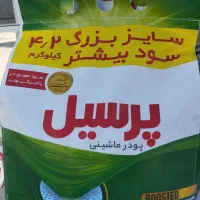 سایز بزرگ ۴٫۲
سود بیشتر کیلوگرم
پرسیل
پودر ماشینی
BOOSTED